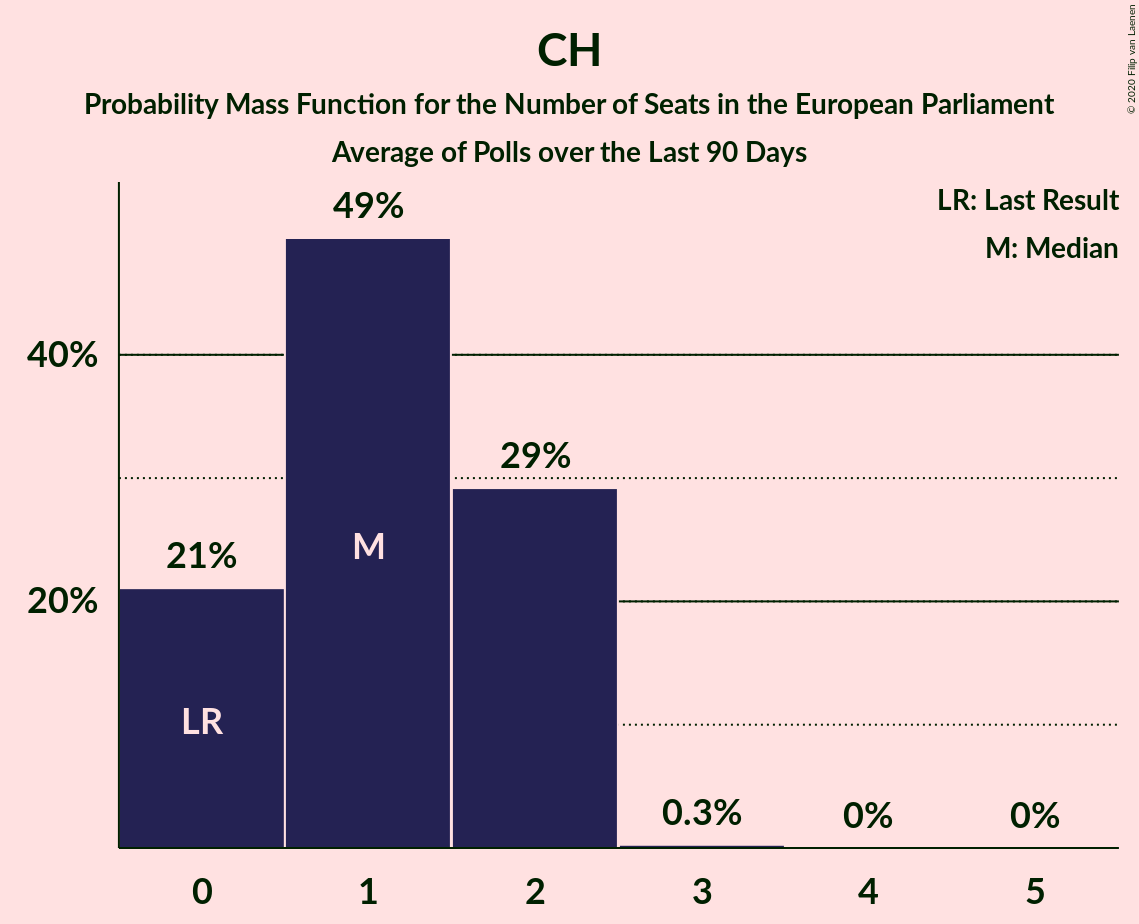 CH
Probability Mass Function for the Number of Seats in the European Parliament
Average of Polls over the Last 90 Days
© 2020 Filip van Laenen
LR: Last Result
M: Median
49%
40%
29%
M
21%
20%
LR
0.3%
0%
0%
0
1
2
3
4
5